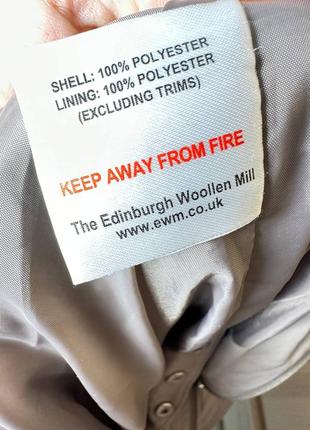 SHELL: 100% POLYESTER
LINING: 100% POLYESTER
(EXCLUDING TRIMS)
KEEP AWAY FROM FIRE
The Edinburgh Woollen Mill
www.ewm.co.uk